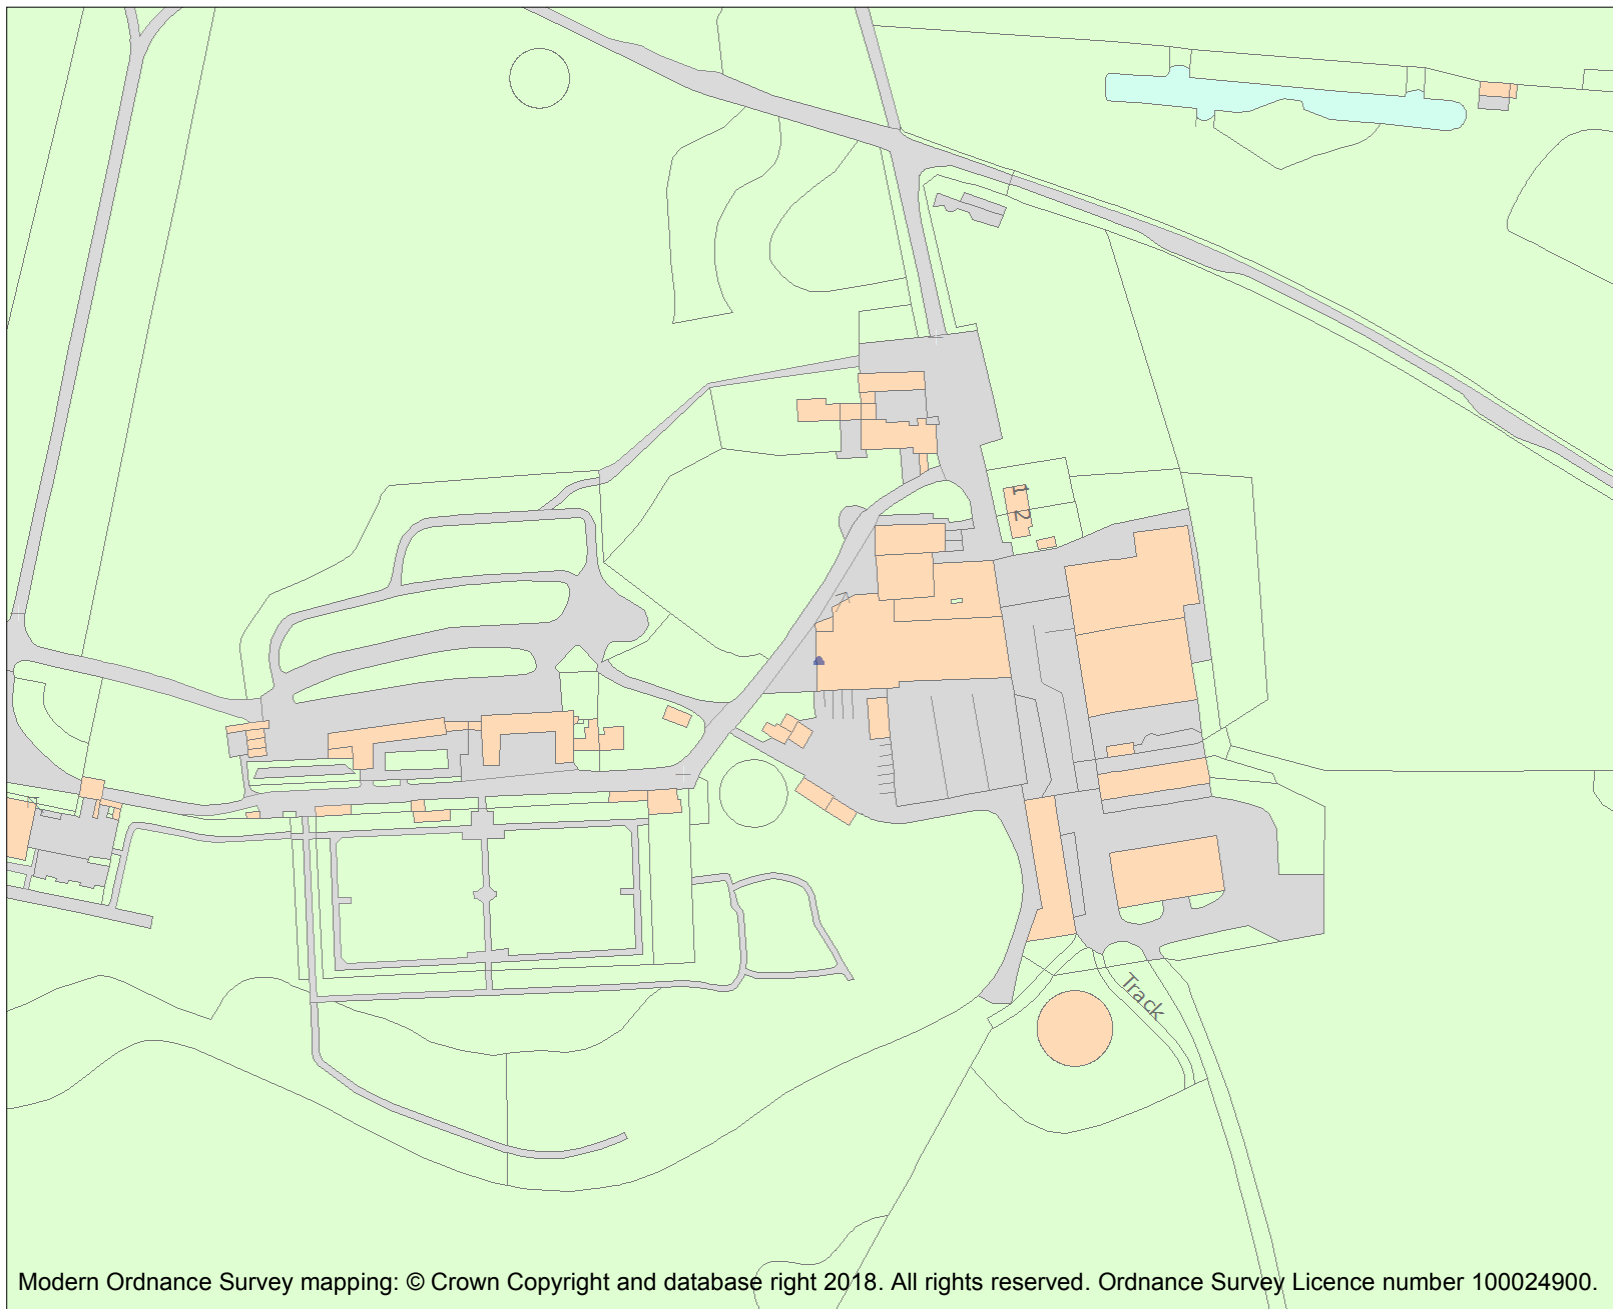 1
2
Track
Modern Ordnance Survey mapping: © Crown Copyright and database right 2018. All rights reserved. Ordnance Survey Licence number 100024900.